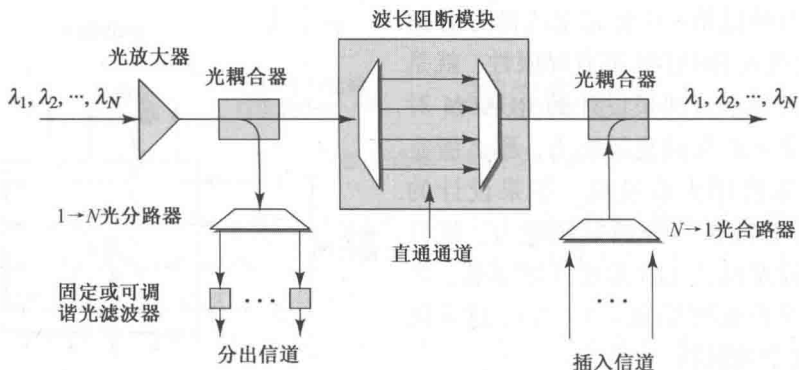 波长阻断模块
光放大器
光耦合器
光耦合器
λ1, λ2, ···, λN
λ1, λ2, ···, λN
1→N光分路器
直通通道
N→1光合路器
固定或可调
谐光滤波器
···
···
分出信道
插入信道